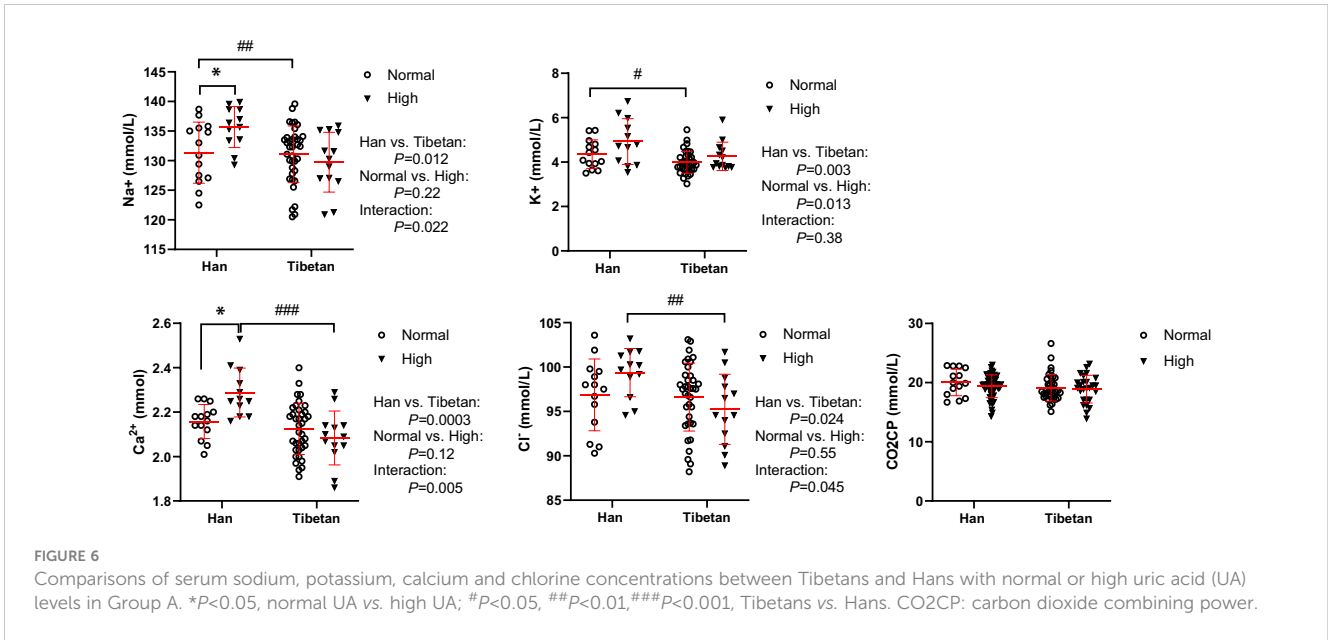 ##
*
145
140
135
130
125
120
115
Na+ (mmol/L)
Han
Tibetan
Normal
High
Han vs. Tibetan:
P=0.012
Normal vs. High:
P=0.22
Interaction:
P=0.022
#
8
6
4
2
0
K+ (mmol/L)
Han
Tibetan
Normal
High
Han vs. Tibetan:
P=0.003
Normal vs. High:
P=0.013
Interaction:
P=0.38
*
###
2.6
2.4
2.2
2.0
1.8
Ca²⁺ (mmol)
Han
Tibetan
Normal
High
Han vs. Tibetan:
P=0.0003
Normal vs. High:
P=0.12
Interaction:
P=0.005
##
105
100
95
90
85
Cl⁻ (mmol/L)
Han
Tibetan
Normal
High
Han vs. Tibetan:
P=0.024
Normal vs. High:
P=0.55
Interaction:
P=0.045
30
20
10
0
CO2CP (mmol/L)
Han
Tibetan
Normal
High
FIGURE 6
Comparisons of serum sodium, potassium, calcium and chlorine concentrations between Tibetans and Hans with normal or high uric acid (UA)
levels in Group A. *P<0.05, normal UA vs. high UA; #P<0.05, ##P<0.01,###P<0.001, Tibetans vs. Hans. CO2CP: carbon dioxide combining power.